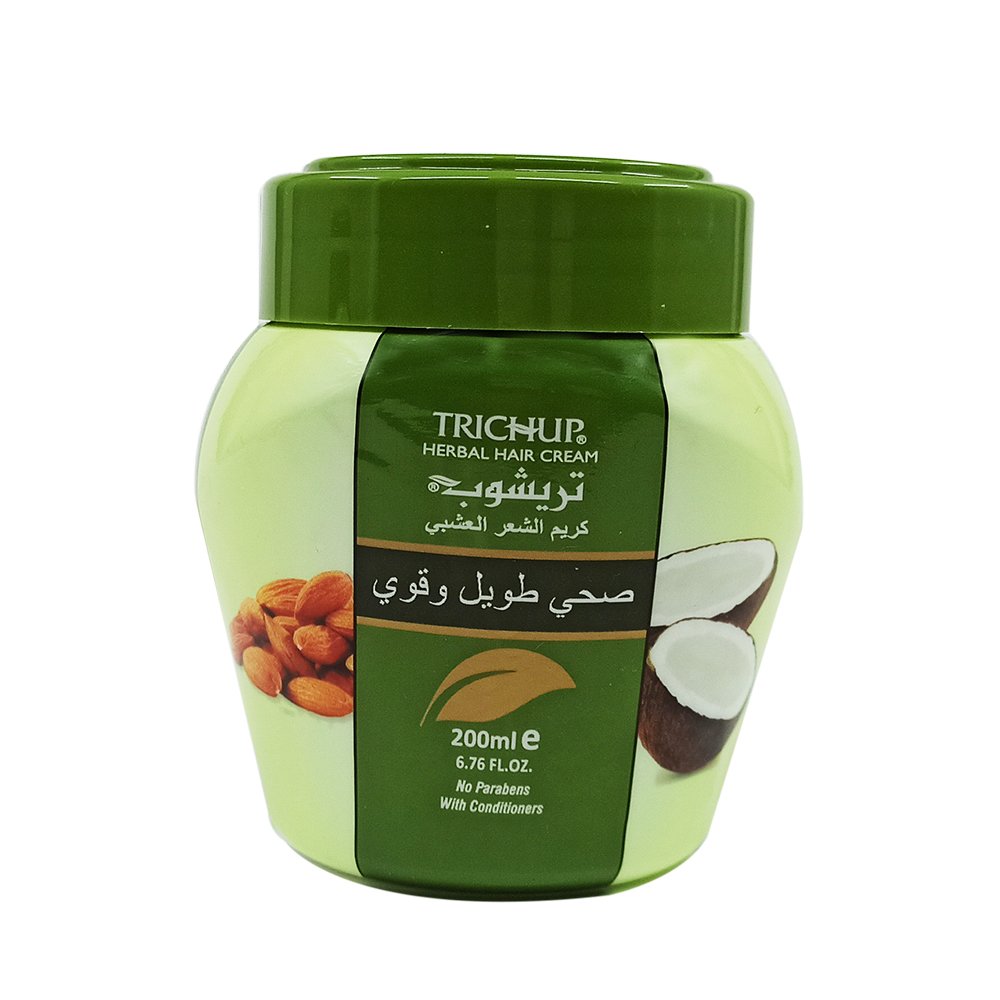 TRICHUP®
HERBAL HAIR CREAM
تريشوب®
كريم الشعر العشبي
صحي طويل وقوي
200ml e
6.76 FL.OZ.
No Parabens
With Conditioners